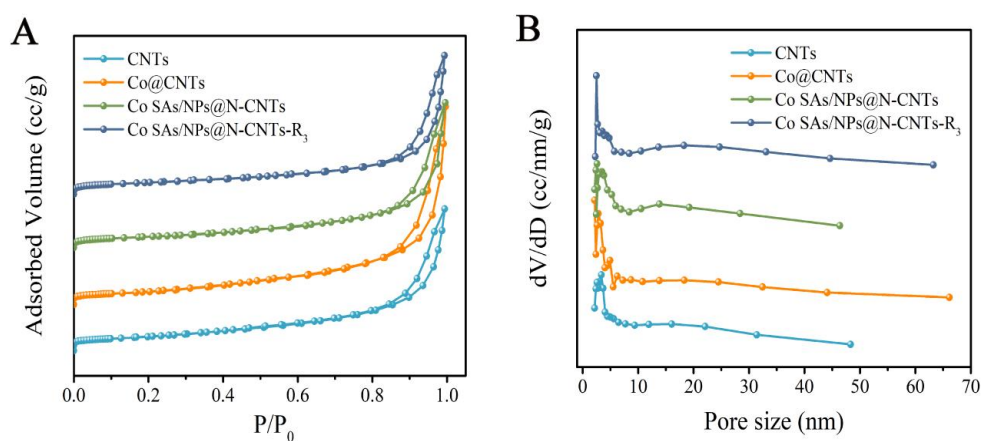 A
CNTs
Co@CNTs
Co SAs/NPs@N-CNTs
Co SAs/NPs@N-CNTs-R3
Adsorbed Volume (cc/g)
0.0 0.2 0.4 0.6 0.8 1.0
P/P0
B
CNTs
Co@CNTs
Co SAs/NPs@N-CNTs
Co SAs/NPs@N-CNTs-R3
dV/dD (cc/nm/g)
0 10 20 30 40 50 60 70
Pore size (nm)